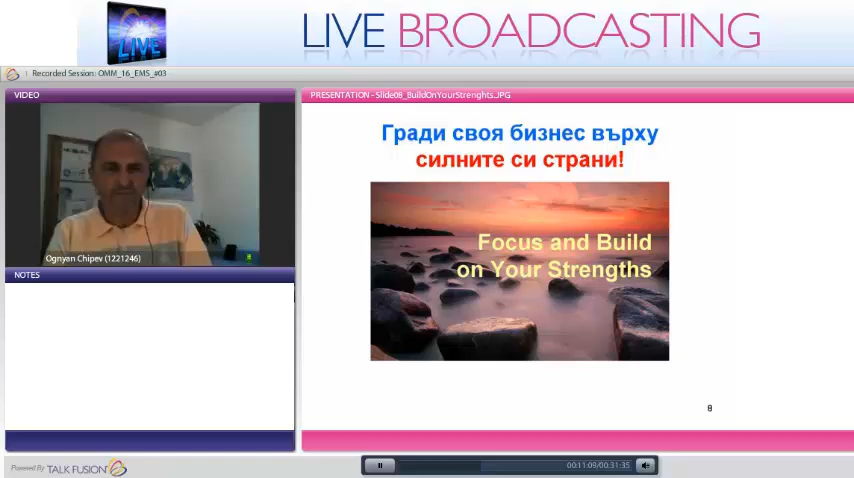 LIVE
LIVE BROADCASTING
Recorded Session: OMM_16_EMS_#03
VIDEO
PRESENTATION - Slide08_BuildOnYourStrenghts.JPG
Гради своя бизнес върху
силните си страни!
Focus and Build
on Your Strengths
Ognyan Chipev (1221246)
NOTES
8
Powered By TALK FUSION
00:11:09/00:31:35